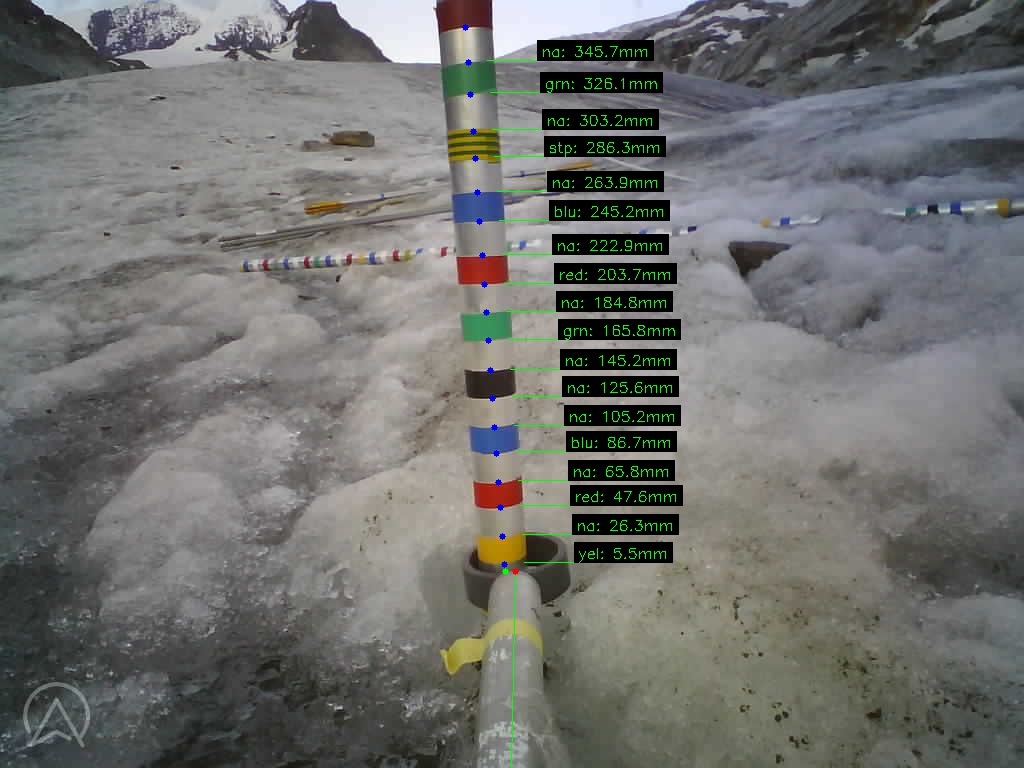 na: 345.7mm
grn: 326.1mm
na: 303.2mm
stp: 286.3mm
na: 263.9mm
blu: 245.2mm
na: 222.9mm
red: 203.7mm
na: 184.8mm
grn: 165.8mm
na: 145.2mm
na: 125.6mm
na: 105.2mm
blu: 86.7mm
na: 65.8mm
red: 47.6mm
na: 26.3mm
yel: 5.5mm